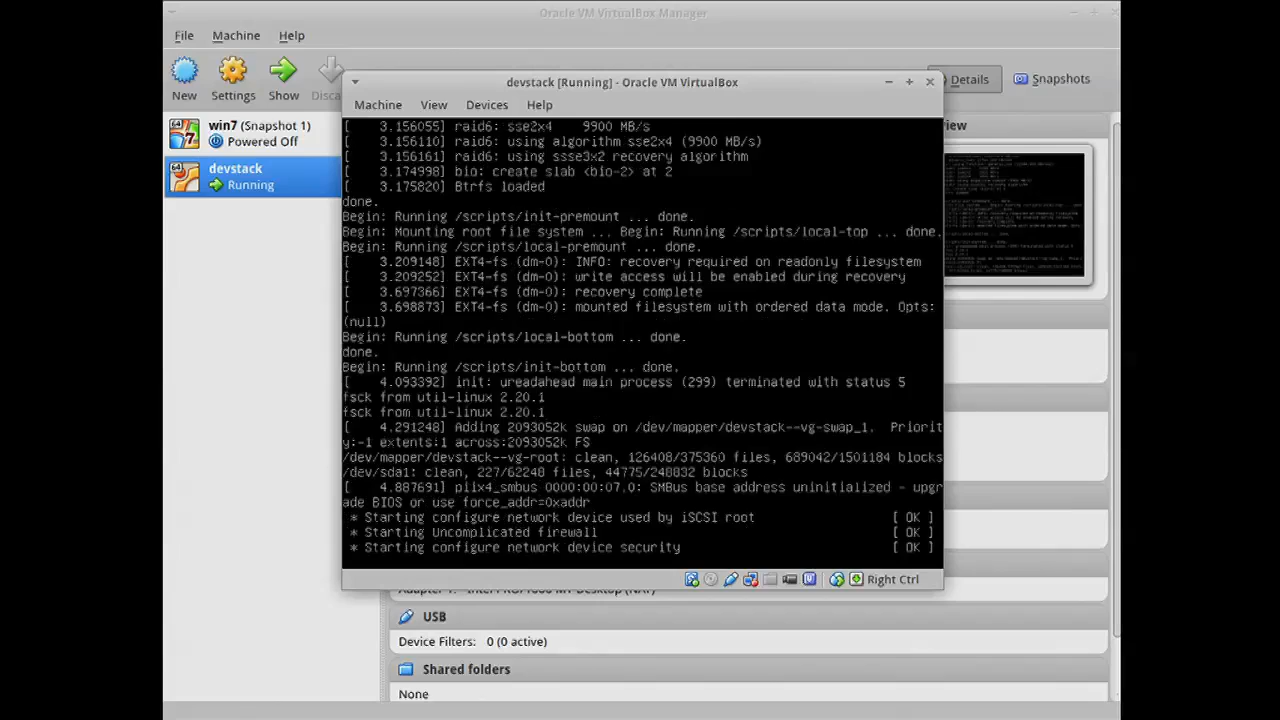 Oracle VM VirtualBox Manager
File Machine Help
New Settings Show Disca
Details Snapshots
win7 (Snapshot 1)
Powered Off
devstack
Running
devstack [Running] - Oracle VM VirtualBox
Machine View Devices Help
[    3.156055] raid6: sse2x4    9900 MB/s
[    3.156110] raid6: using algorithm sse2x4 (9900 MB/s)
[    3.156161] raid6: using ssse3x2 recovery algorithm
[    3.174998] bio: create slab <bio-2> at 2
[    3.175820] Btrfs loaded
done.
Begin: Running /scripts/init-premount ... done.
Begin: Mounting root file system ... Begin: Running /scripts/local-top ... done.
Begin: Running /scripts/local-premount ... done.
[    3.209148] EXT4-fs (dm-0): INFO: recovery required on readonly filesystem
[    3.209252] EXT4-fs (dm-0): write access will be enabled during recovery
[    3.697366] EXT4-fs (dm-0): recovery complete
[    3.698873] EXT4-fs (dm-0): mounted filesystem with ordered data mode. Opts:
(null)
Begin: Running /scripts/local-bottom ... done.
done.
Begin: Running /scripts/init-bottom ... done.
[    4.093392] init: ureadahead main process (299) terminated with status 5
fsck from util-linux 2.20.1
fsck from util-linux 2.20.1
[    4.291248] Adding 2093052k swap on /dev/mapper/devstack--vg-swap_1.  Priorit
y:-1 extents:1 across:2093052k FS
/dev/mapper/devstack--vg-root: clean, 126408/375360 files, 689042/1501184 blocks
/dev/sda1: clean, 227/62248 files, 44775/248832 blocks
[    4.887691] piix4_smbus 0000:00:07.0: SMBus base address uninitialized - upgr
ade BIOS or use force_addr=0xaddr
* Starting configure network device used by iSCSI root [ OK ]
* Starting Uncomplicated firewall [ OK ]
* Starting configure network device security [ OK ]
Right Ctrl
USB
Device Filters: 0 (0 active)
Shared folders
None